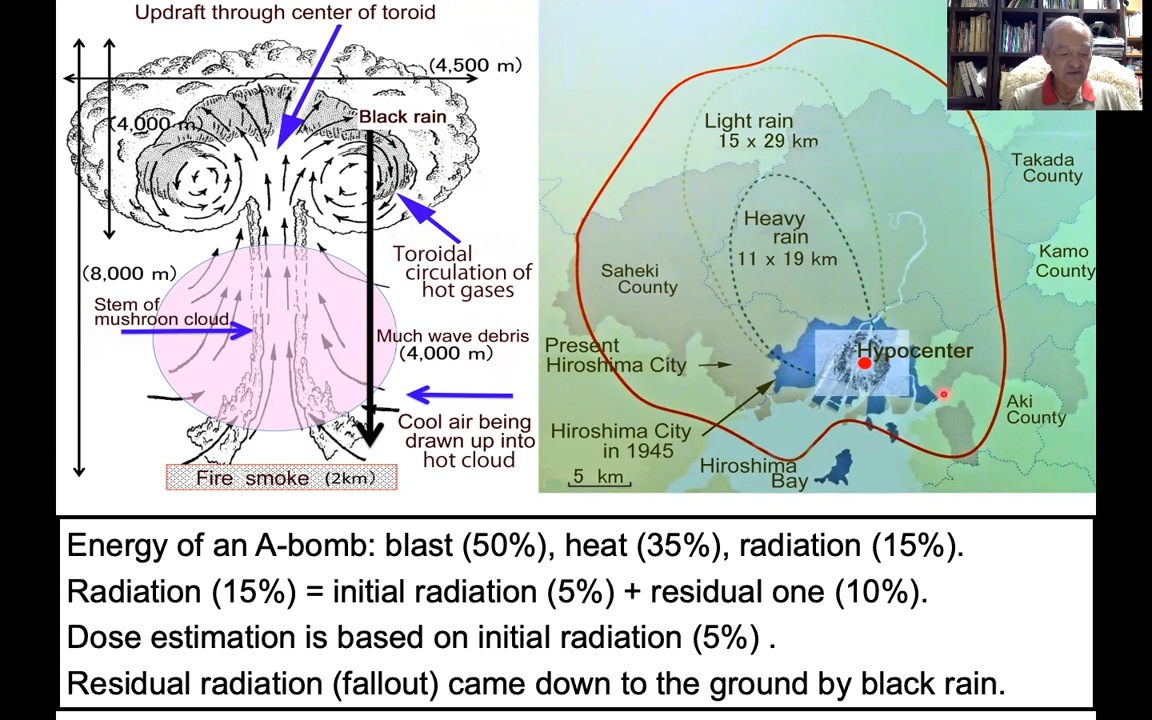 Updraft through center of toroid
(4,500 m)
(4,000 m)
Black rain
(8,000 m)
Toroidal
circulation of
hot gases
Stem of
mushroon cloud
Much wave debris
(4,000 m)
Cool air being
drawn up into
hot cloud
Fire smoke (2km)
Light rain
15 x 29 km
Takada
County
Heavy
rain
11 x 19 km
Kamo
County
Saheki
County
Present
Hiroshima City
Hypocenter
Aki
County
Hiroshima City
in 1945
Hiroshima
Bay
5 km
Energy of an A-bomb: blast (50%), heat (35%), radiation (15%).
Radiation (15%) = initial radiation (5%) + residual one (10%).
Dose estimation is based on initial radiation (5%) .
Residual radiation (fallout) came down to the ground by black rain.